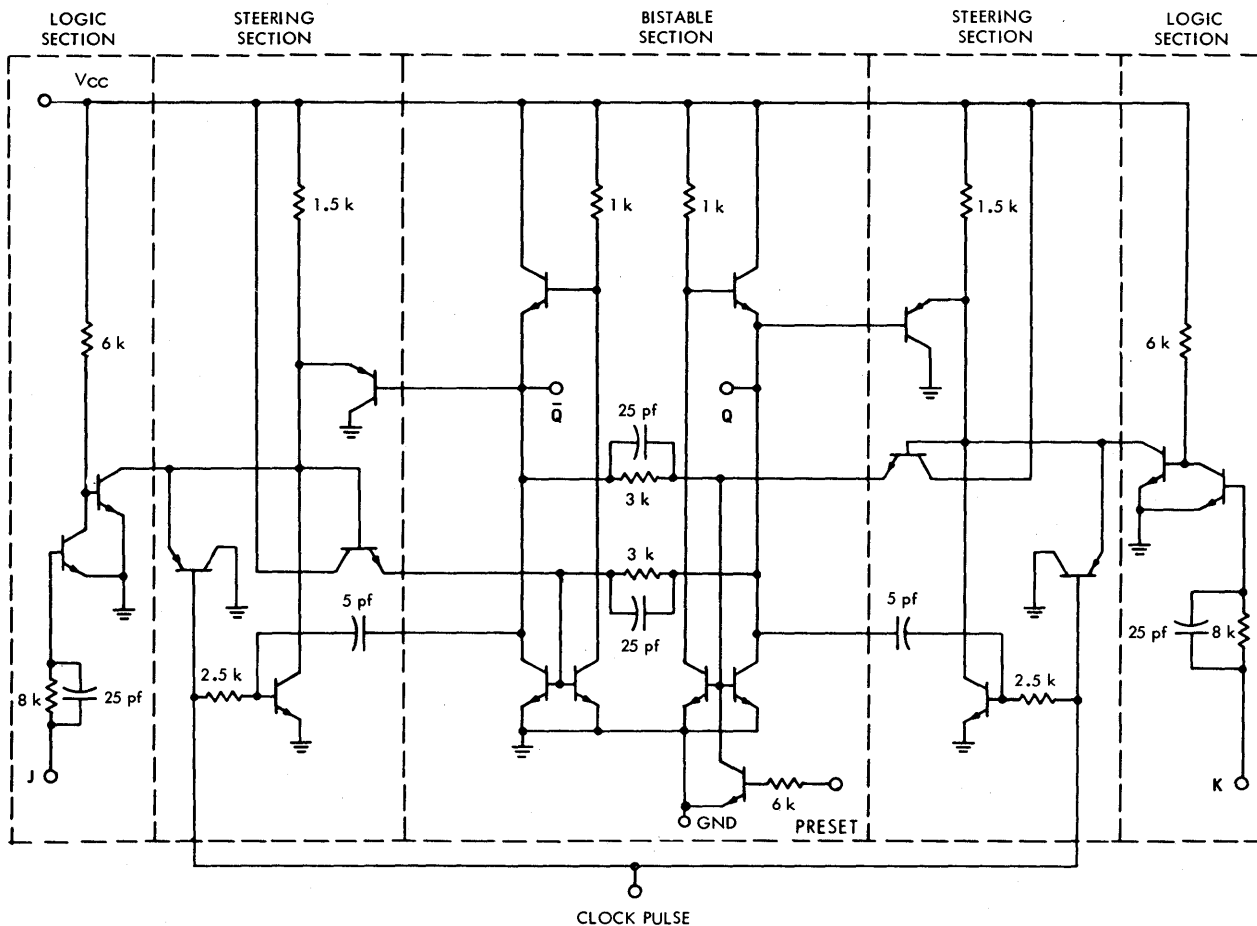 LOGIC
SECTION
STEERING
SECTION
BISTABLE
SECTION
STEERING
SECTION
LOGIC
SECTION
VCC
1.5 k
1 k
1 k
1.5 k
6 k
6 k
Q̅
Q
25 pf
3 k
3 k
25 pf
5 pf
5 pf
2.5 k
2.5 k
8 k
25 pf
25 pf
8 k
J
K
6 k
GND
PRESET
CLOCK PULSE